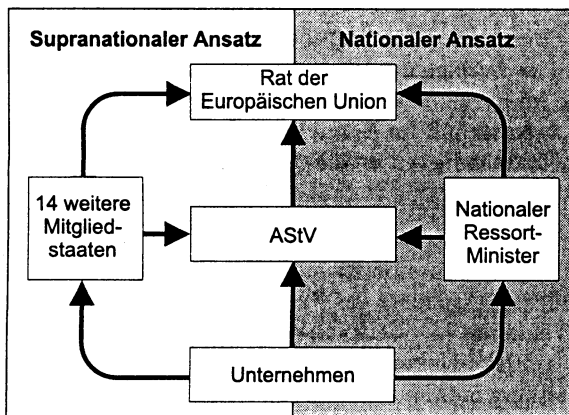 Supranationaler Ansatz
Nationaler Ansatz
Rat der
Europäischen Union
14 weitere
Mitglied-
staaten
AStV
Nationaler
Ressort-
Minister
Unternehmen